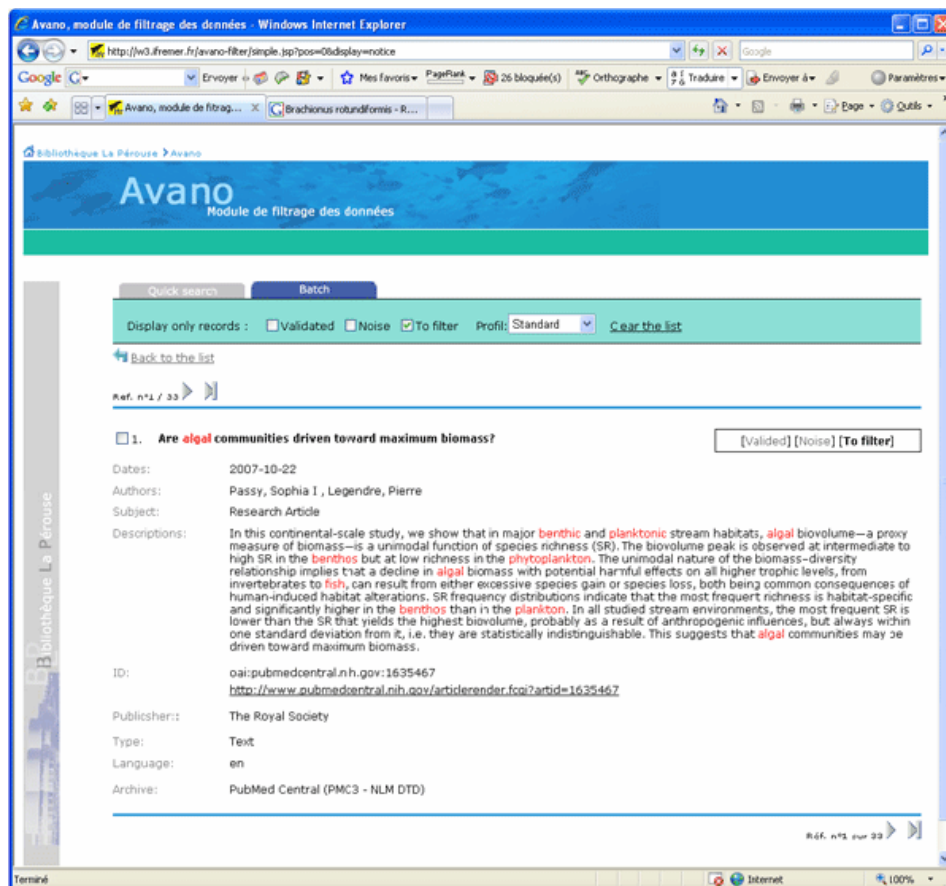 Avano, module de filtrage des données - Windows Internet Explorer
http://w3.ifremer.fr/avano-filter/simple.jsp?pos=0&display=notice
Google
Google G Envoyer Mes favoris PageRank 26 bloquée(s) Orthographe Traduire Envoyer à Paramètres
Avano, module de filtrag... X Brachionus rotundiformis - R... Page Outils
Bibliothèque La Pérouse > Avano
Avano
Module de filtrage des données
Quick search Batch
Display only records : Validated Noise To filter Profil: Standard Clear the list
Back to the list
Réf. n°1 / 33
1. Are algal communities driven toward maximum biomass? [Valided] [Noise] [To filter]
Dates: 2007-10-22
Authors: Passy, Sophia I , Legendre, Pierre
Subject: Research Article
Descriptions: In this continental-scale study, we show that in major benthic and planktonic stream habitats, algal biovolume—a proxy
measure of biomass—is a unimodal function of species richness (SR). The biovolume peak is observed at intermediate to
high SR in the benthos but at low richness in the phytoplankton. The unimodal nature of the biomass–diversity
relationship implies that a decline in algal biomass with potential harmful effects on all higher trophic levels, from
invertebrates to fish, can result from either excessive species gain or species loss, both being common consequences of
human-induced habitat alterations. SR frequency distributions indicate that the most frequent richness is habitat-specific
and significantly higher in the benthos than in the plankton. In all studied stream environments, the most frequent SR is
lower than the SR that yields the highest biovolume, probably as a result of anthropogenic influences, but always within
one standard deviation from it, i.e. they are statistically indistinguishable. This suggests that algal communities may be
driven toward maximum biomass.
ID: oai:pubmedcentral.nih.gov:1635467
http://www.pubmedcentral.nih.gov/articlerender.fcgi?artid=1635467
Publicsher:: The Royal Society
Type: Text
Language: en
Archive: PubMed Central (PMC3 - NLM DTD)
Réf. n°1 sur 33
Bibliothèque La Pérouse
Terminé Internet 100%